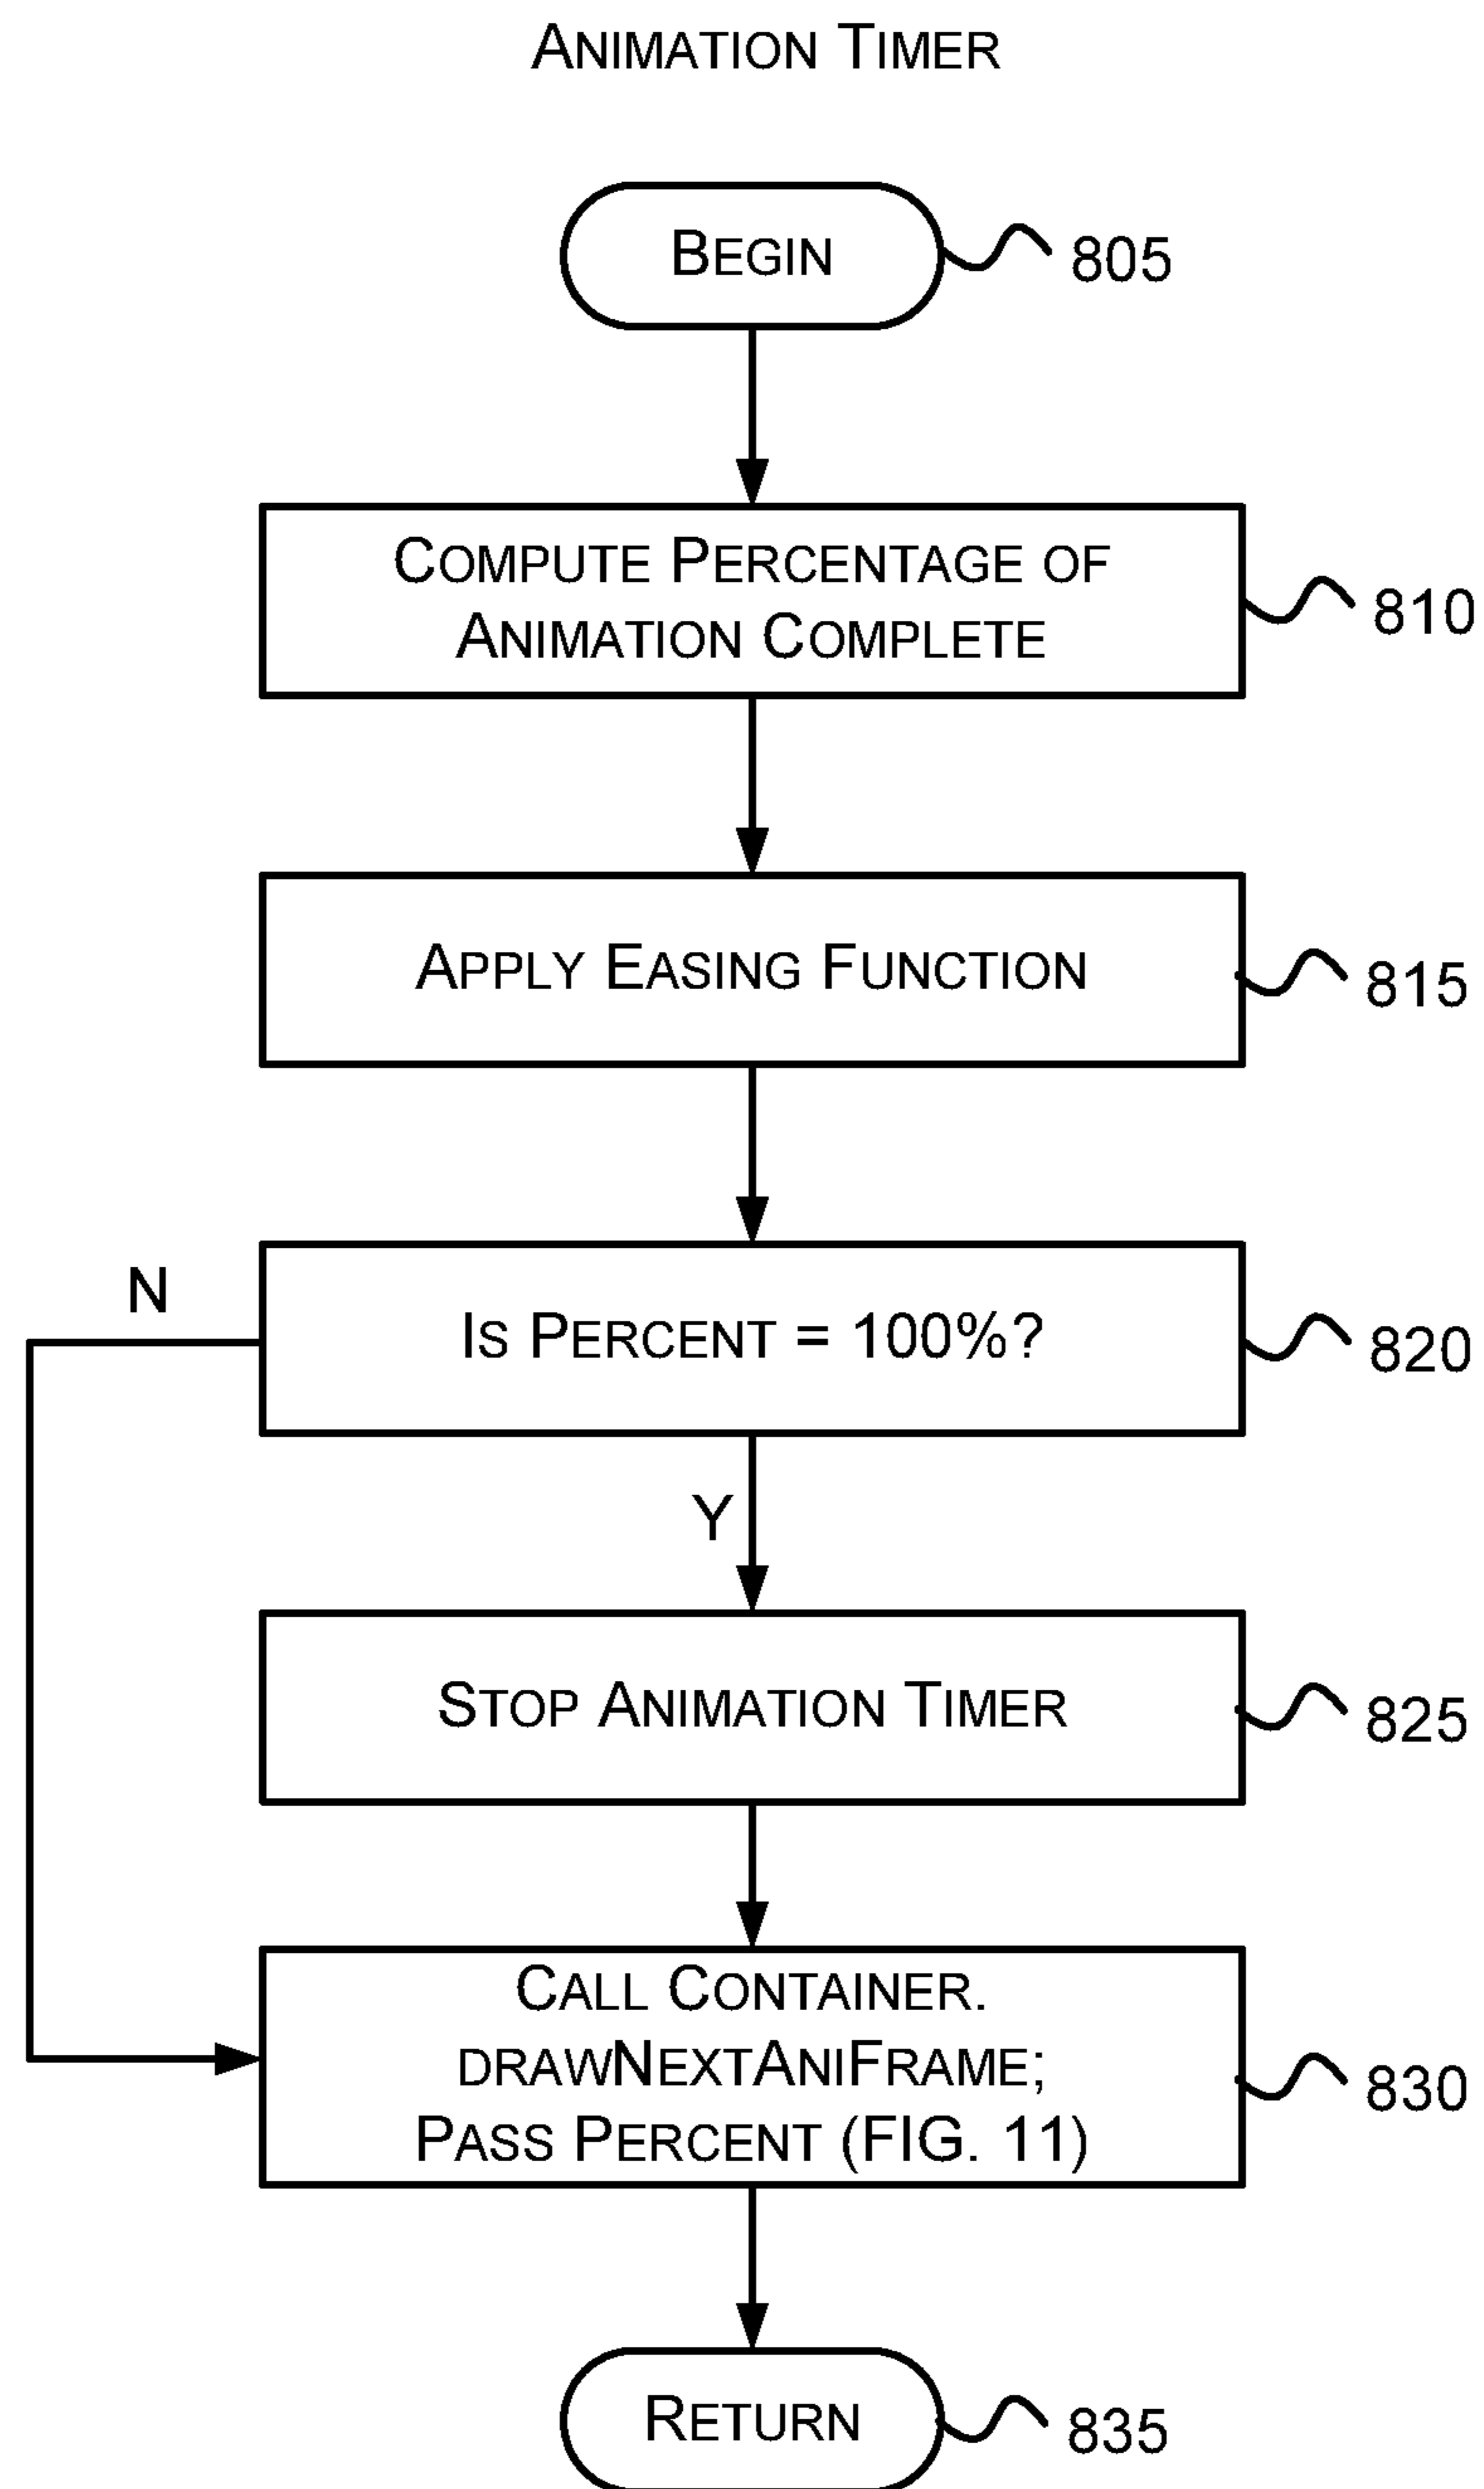 ANIMATION TIMER
BEGIN
805
COMPUTE PERCENTAGE OF
ANIMATION COMPLETE
810
APPLY EASING FUNCTION
815
N
IS PERCENT = 100%?
820
Y
STOP ANIMATION TIMER
825
CALL CONTAINER.
DRAWNEXTANIFRAME;
PASS PERCENT (FIG. 11)
830
RETURN
835